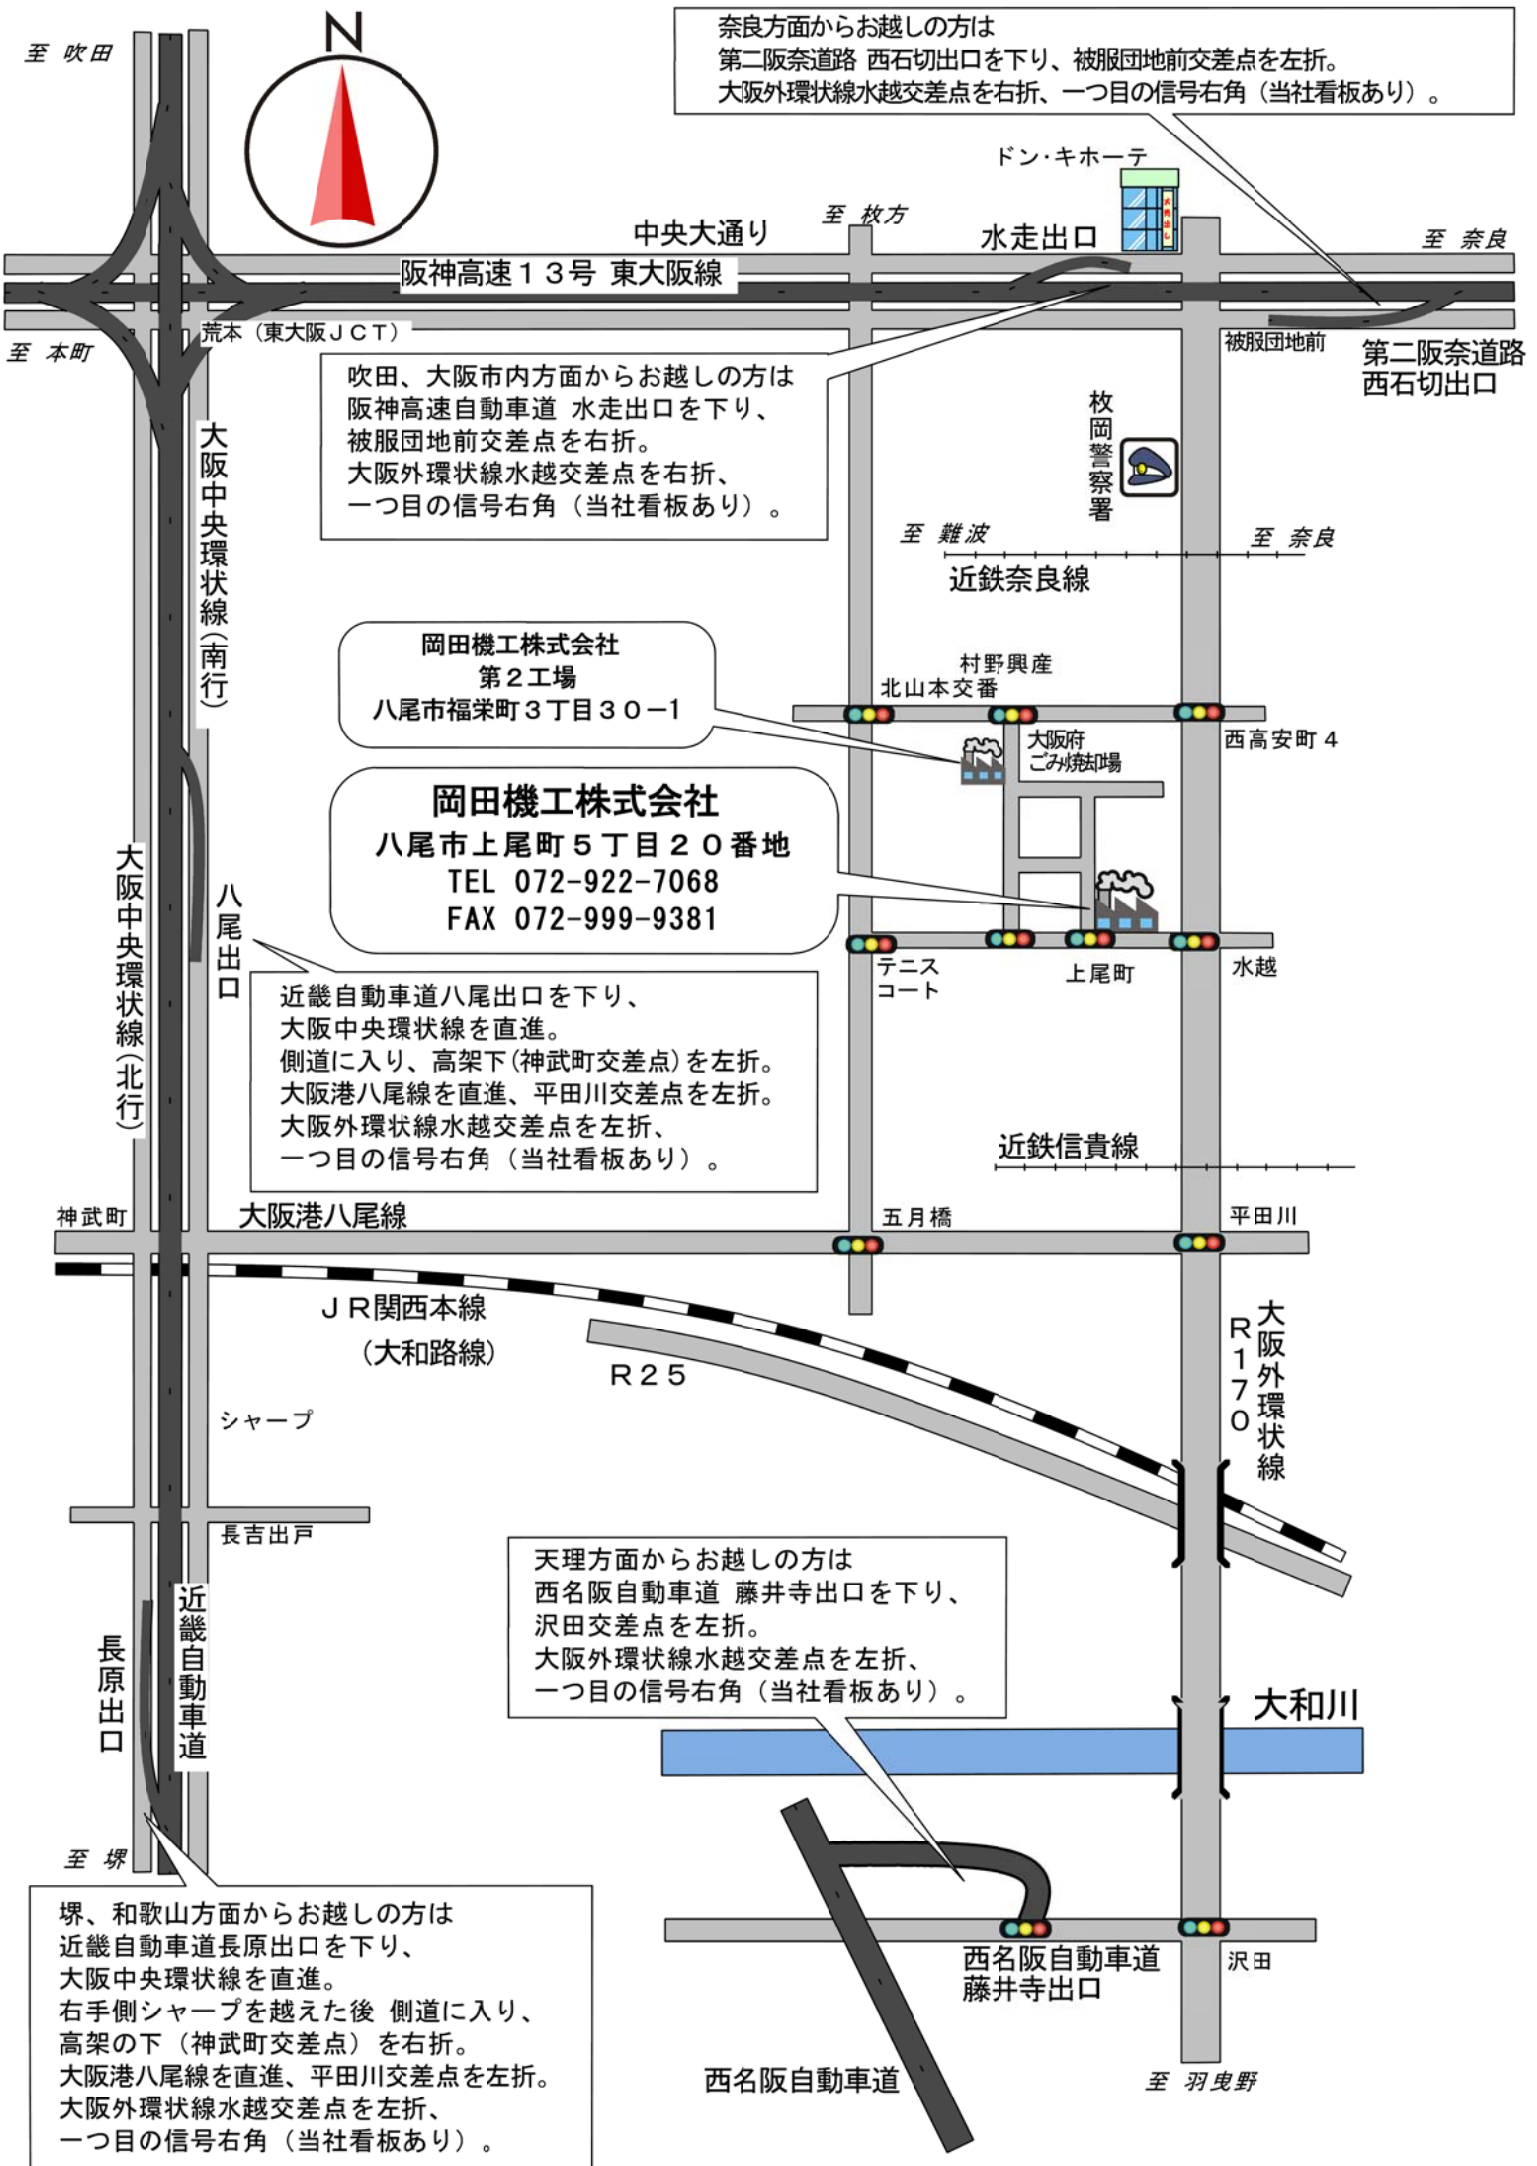 N
至 吹田
奈良方面からお越しの方は
第二阪奈道路 西石切出口を下り、被服団地前交差点を左折。
大阪外環状線水越交差点を右折、一つ目の信号右角（当社看板あり）。
ドン・キホーテ
大売出し
至 枚方
中央大通り
水走出口
至 奈良
阪神高速１３号 東大阪線
荒本（東大阪ＪＣＴ）
至 本町
被服団地前
第二阪奈道路
西石切出口
吹田、大阪市内方面からお越しの方は
阪神高速自動車道 水走出口を下り、
被服団地前交差点を右折。
大阪外環状線水越交差点を右折、
一つ目の信号右角（当社看板あり）。
枚岡警察署
大阪中央環状線(南行)
至 難波
至 奈良
近鉄奈良線
岡田機工株式会社
第２工場
八尾市福栄町３丁目３０－１
村野興産
北山本交番
大阪府
ごみ焼却場
西高安町４
岡田機工株式会社
八尾市上尾町５丁目２０番地
TEL 072-922-7068
FAX 072-999-9381
大阪中央環状線(北行)
八尾出口
テニス
コート
上尾町
水越
近畿自動車道八尾出口を下り、
大阪中央環状線を直進。
側道に入り、高架下(神武町交差点)を左折。
大阪港八尾線を直進、平田川交差点を左折。
大阪外環状線水越交差点を左折、
一つ目の信号右角（当社看板あり）。
近鉄信貴線
神武町
大阪港八尾線
五月橋
平田川
ＪＲ関西本線
（大和路線）
Ｒ２５
大阪外環状線
Ｒ１７０
シャープ
長吉出戸
天理方面からお越しの方は
西名阪自動車道 藤井寺出口を下り、
沢田交差点を左折。
大阪外環状線水越交差点を左折、
一つ目の信号右角（当社看板あり）。
近畿自動車道
長原出口
大和川
至 堺
堺、和歌山方面からお越しの方は
近畿自動車道長原出口を下り、
大阪中央環状線を直進。
右手側シャープを越えた後 側道に入り、
高架の下（神武町交差点）を右折。
大阪港八尾線を直進、平田川交差点を左折。
大阪外環状線水越交差点を左折、
一つ目の信号右角（当社看板あり）。
西名阪自動車道
藤井寺出口
沢田
西名阪自動車道
至 羽曳野